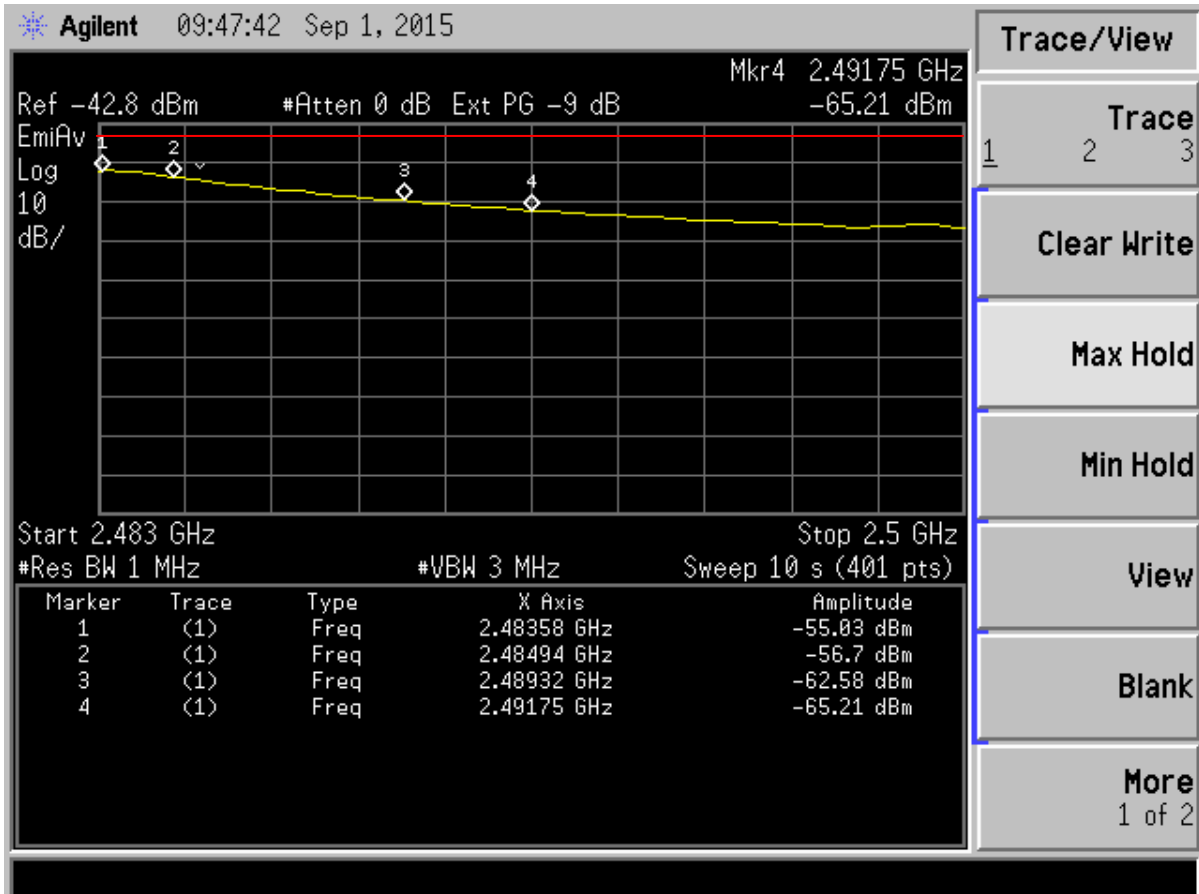 Agilent 09:47:42 Sep 1, 2015
Trace/View
Mkr4 2.49175 GHz
Ref -42.8 dBm #Atten 0 dB Ext PG -9 dB -65.21 dBm
EmiAv
Log
10
dB/
1
2
3
4
Start 2.483 GHz Stop 2.5 GHz
#Res BW 1 MHz #VBW 3 MHz Sweep 10 s (401 pts)
Marker Trace Type X Axis Amplitude
1 (1) Freq 2.48358 GHz -55.03 dBm
2 (1) Freq 2.48494 GHz -56.7 dBm
3 (1) Freq 2.48932 GHz -62.58 dBm
4 (1) Freq 2.49175 GHz -65.21 dBm
Trace
1 2 3
Clear Write
Max Hold
Min Hold
View
Blank
More
1 of 2